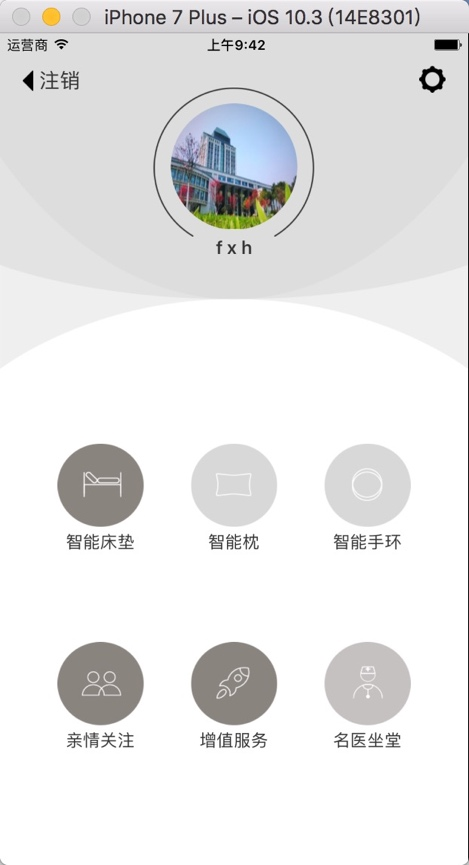 iPhone 7 Plus – iOS 10.3 (14E8301)
运营商 上午9:42
注销
f x h
智能床垫 智能枕 智能手环
亲情关注 增值服务 名医坐堂